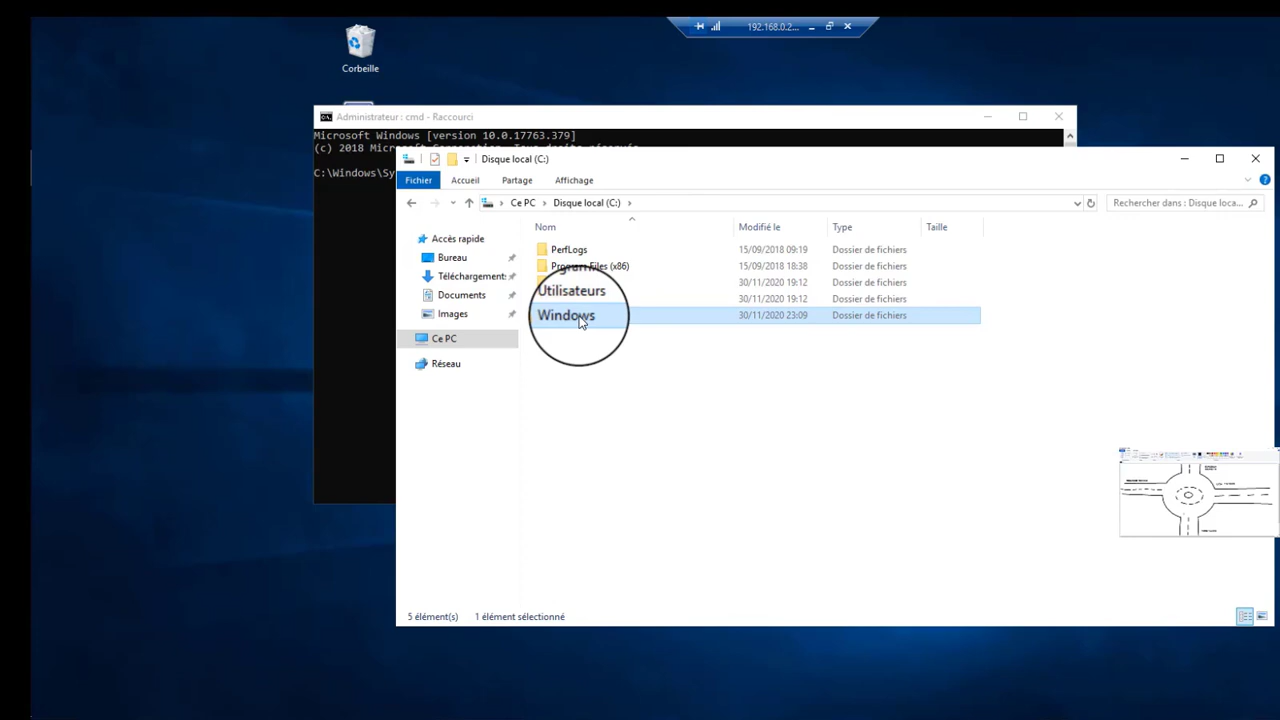 192.168.0.2...
Corbeille
Administrateur : cmd - Raccourci
Microsoft Windows [version 10.0.17763.379]
(c) 2018 Microsoft Corporation. Tous droits réservés.
C:\Windows\Sy
Disque local (C:)
Fichier Accueil Partage Affichage
Ce PC > Disque local (C:) >
Rechercher dans : Disque loca...
Nom Modifié le Type Taille
Accès rapide
Bureau
Téléchargement:
Documents
Images
Ce PC
Réseau
PerfLogs 15/09/2018 09:19 Dossier de fichiers
Program Files (x86) 15/09/2018 18:38 Dossier de fichiers
30/11/2020 19:12 Dossier de fichiers
Utilisateurs 30/11/2020 19:12 Dossier de fichiers
Windows 30/11/2020 23:09 Dossier de fichiers
5 élément(s) 1 élément sélectionné